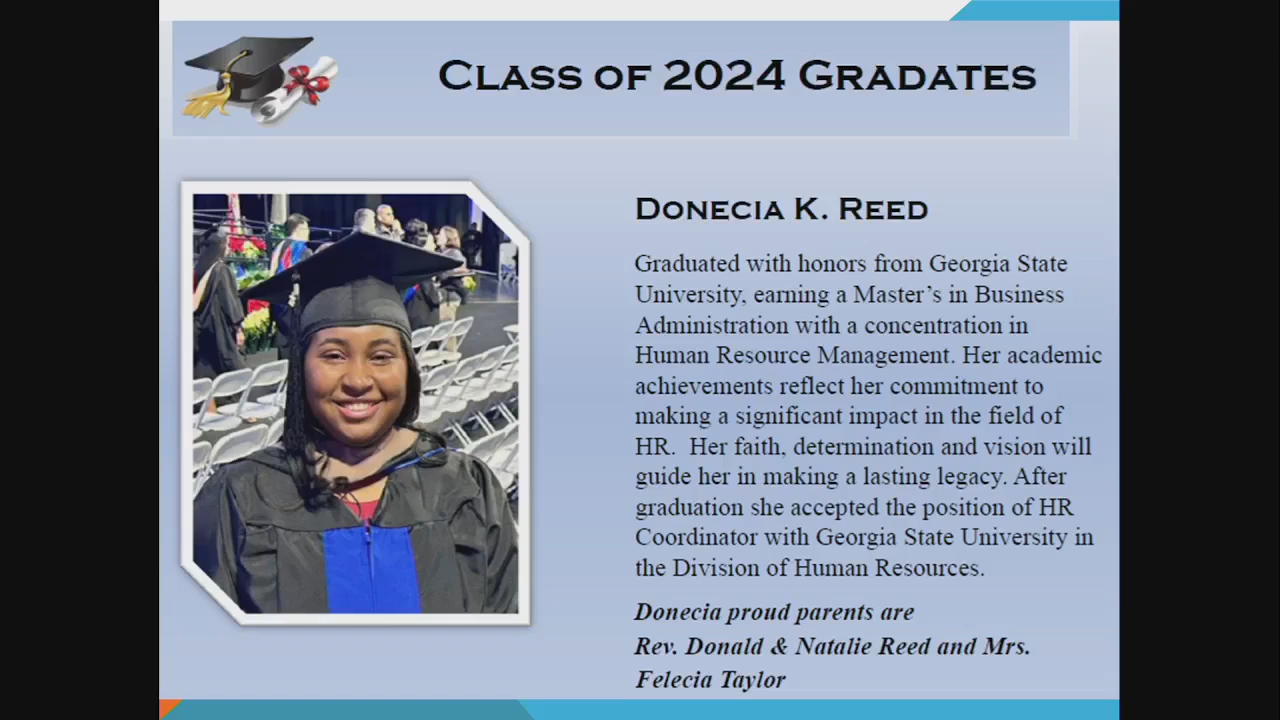 Class of 2024 Gradates
Donecia K. Reed
Graduated with honors from Georgia State
University, earning a Master’s in Business
Administration with a concentration in
Human Resource Management. Her academic
achievements reflect her commitment to
making a significant impact in the field of
HR.  Her faith, determination and vision will
guide her in making a lasting legacy. After
graduation she accepted the position of HR
Coordinator with Georgia State University in
the Division of Human Resources.
Donecia proud parents are
Rev. Donald & Natalie Reed and Mrs.
Felecia Taylor